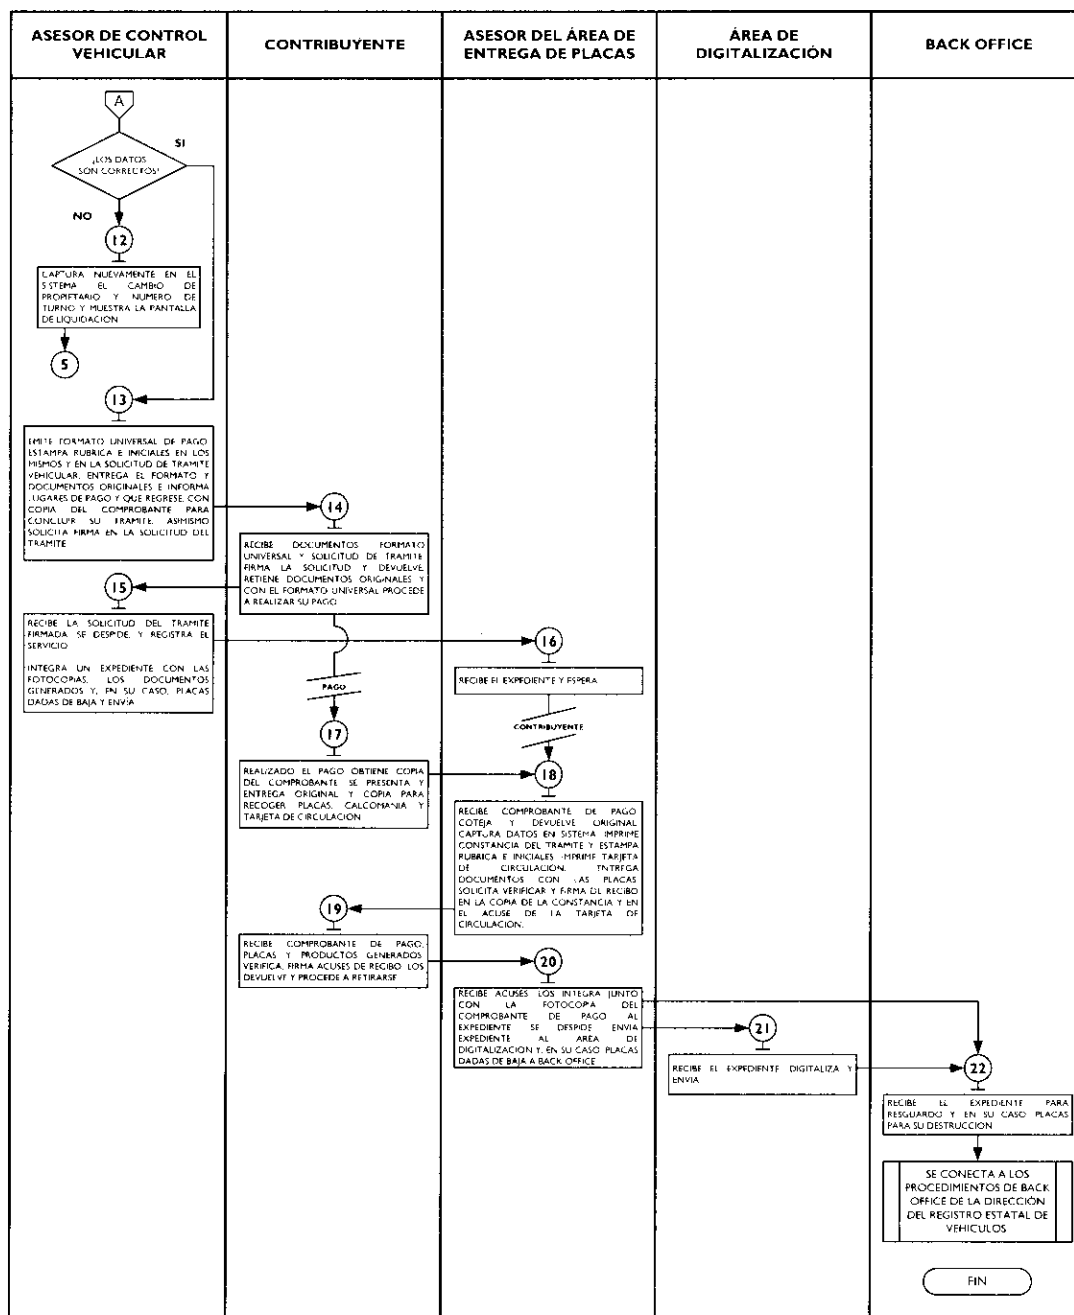 ASESOR DE CONTROL
VEHICULAR
CONTRIBUYENTE
ASESOR DEL ÁREA DE
ENTREGA DE PLACAS
ÁREA DE
DIGITALIZACIÓN
BACK OFFICE
A
¿LOS DATOS
SON CORRECTOS?
SI
NO
12
CAPTURA NUEVAMENTE EN EL
SISTEMA EL CAMBIO DE
PROPIETARIO Y NUMERO DE
TURNO Y MUESTRA LA PANTALLA
DE LIQUIDACION
5
13
EMITE FORMATO UNIVERSAL DE PAGO
ESTAMPA RUBRICA E INICIALES EN LOS
MISMOS Y EN LA SOLICITUD DE TRAMITE
VEHICULAR, ENTREGA EL FORMATO Y
DOCUMENTOS ORIGINALES E INFORMA
LUGARES DE PAGO Y QUE REGRESE, CON
COPIA DEL COMPROBANTE PARA
CONCLUIR SU TRAMITE, ASIMISMO
SOLICITA FIRMA EN LA SOLICITUD DEL
TRAMITE
14
RECIBE DOCUMENTOS FORMATO
UNIVERSAL Y SOLICITUD DE TRAMITE
FIRMA LA SOLICITUD Y DEVUELVE
RETIENE DOCUMENTOS ORIGINALES Y
CON EL FORMATO UNIVERSAL PROCEDE
A REALIZAR SU PAGO
15
RECIBE LA SOLICITUD DEL TRAMITE
FIRMADA, SE DESPIDE, Y REGISTRA EL
SERVICIO
INTEGRA UN EXPEDIENTE CON LAS
FOTOCOPIAS, LOS DOCUMENTOS
GENERADOS Y, EN SU CASO, PLACAS
DADAS DE BAJA Y ENVÍA
16
RECIBE EL EXPEDIENTE Y ESPERA
PAGO
CONTRIBUYENTE
17
REALIZADO EL PAGO OBTIENE COPIA
DEL COMPROBANTE SE PRESENTA Y
ENTREGA ORIGINAL Y COPIA PARA
RECOGER PLACAS, CALCOMANIA Y
TARJETA DE CIRCULACION
18
RECIBE COMPROBANTE DE PAGO
COTEJA Y DEVUELVE ORIGINAL
CAPTURA DATOS EN SISTEMA IMPRIME
CONSTANCIA DEL TRAMITE Y ESTAMPA
RUBRICA E INICIALES IMPRIME TARJETA
DE CIRCULACIÓN, ENTREGA
DOCUMENTOS CON LAS PLACAS
SOLICITA VERIFICAR Y FIRMA DE RECIBO
EN LA COPIA DE LA CONSTANCIA Y EN
EL ACUSE DE LA TARJETA DE
CIRCULACIÓN.
19
RECIBE COMPROBANTE DE PAGO,
PLACAS Y PRODUCTOS GENERADOS
VERIFICA, FIRMA ACUSES DE RECIBO, LOS
DEVUELVE Y PROCEDE A RETIRARSE
20
RECIBE ACUSES LOS INTEGRA JUNTO
CON LA FOTOCOPIA DEL
COMPROBANTE DE PAGO AL
EXPEDIENTE SE DESPIDE ENVIA
EXPEDIENTE AL AREA DE
DIGITALIZACION Y, EN SU CASO PLACAS
DADAS DE BAJA A BACK OFFICE
21
RECIBE EL EXPEDIENTE DIGITALIZA Y
ENVIA
22
RECIBE EL EXPEDIENTE PARA
RESGUARDO Y EN SU CASO PLACAS
PARA SU DESTRUCCION
SE CONECTA A LOS
PROCEDIMIENTOS DE BACK
OFFICE DE LA DIRECCIÓN
DEL REGISTRO ESTATAL DE
VEHICULOS
FIN